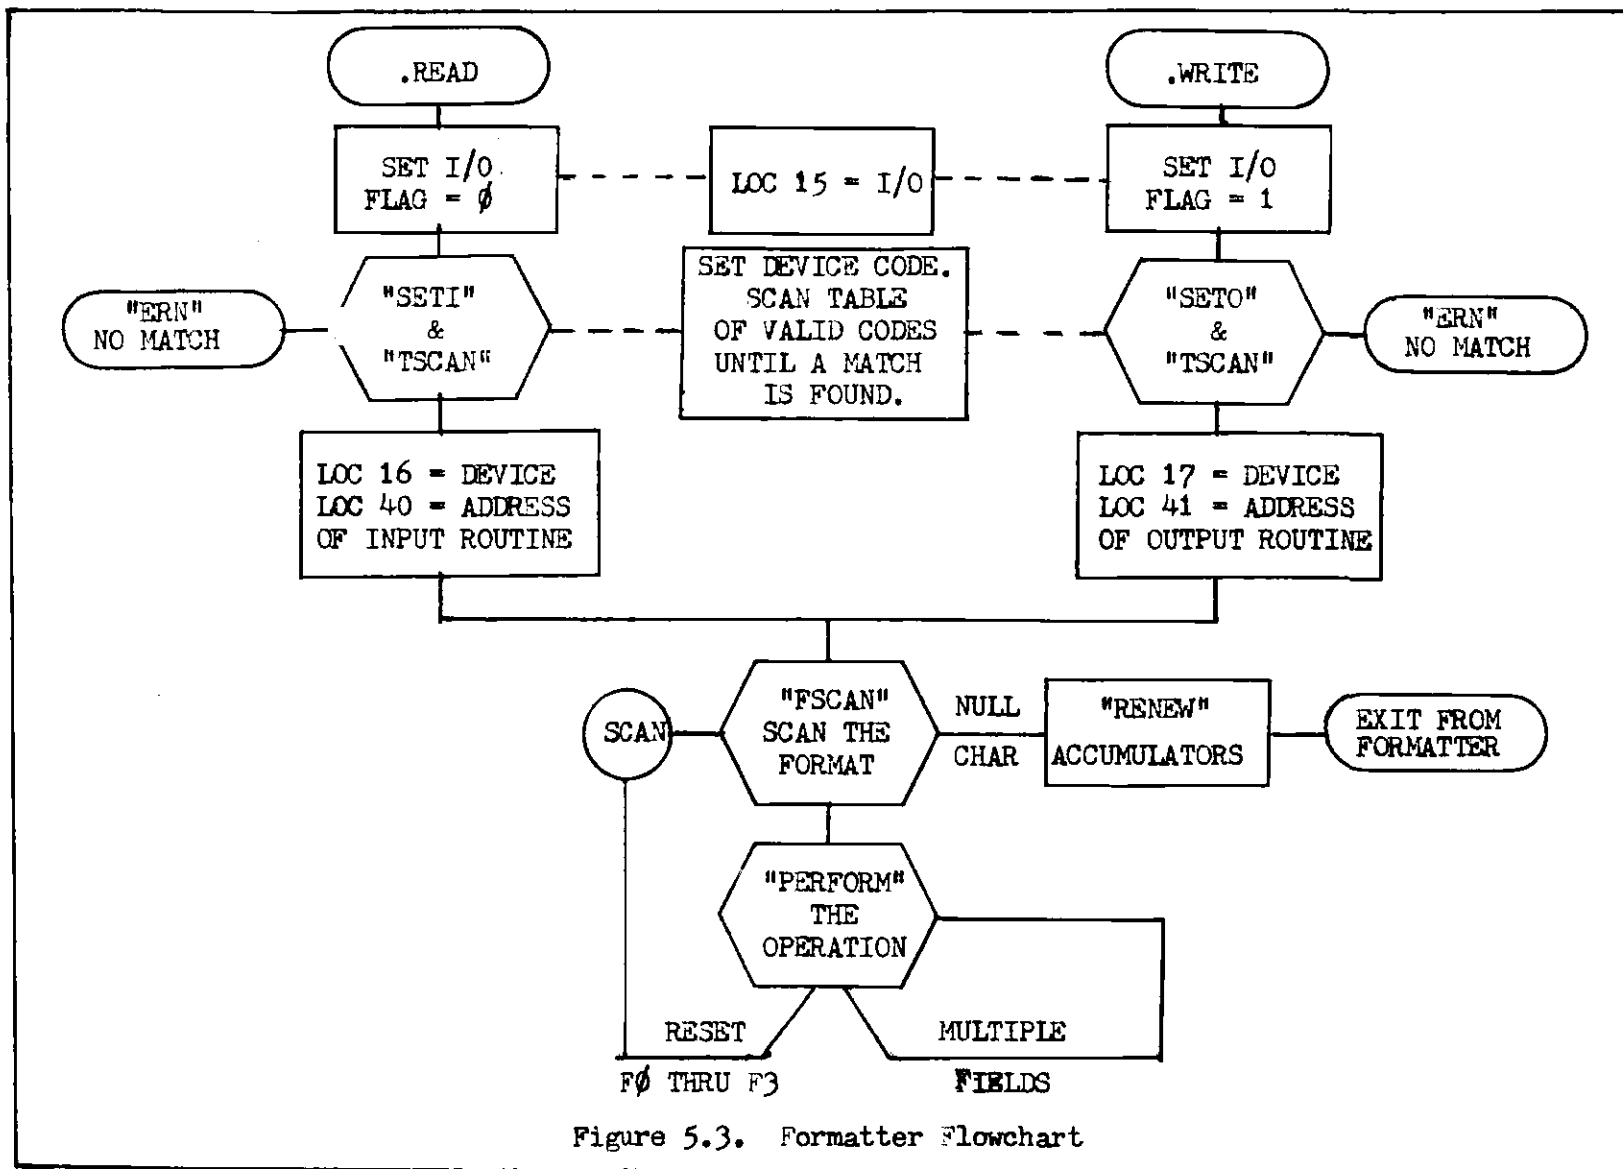 .READ
.WRITE
SET I/O
FLAG = Ø
LOC 15 = I/O
SET I/O
FLAG = 1
"ERN"
NO MATCH
"SETI"
&
"TSCAN"
SET DEVICE CODE.
SCAN TABLE
OF VALID CODES
UNTIL A MATCH
IS FOUND.
"SETO"
&
"TSCAN"
"ERN"
NO MATCH
LOC 16 = DEVICE
LOC 40 = ADDRESS
OF INPUT ROUTINE
LOC 17 = DEVICE
LOC 41 = ADDRESS
OF OUTPUT ROUTINE
SCAN
"FSCAN"
SCAN THE
FORMAT
NULL
CHAR
"RENEW"
ACCUMULATORS
EXIT FROM
FORMATTER
"PERFORM"
THE
OPERATION
RESET
FØ THRU F3
MULTIPLE
FIELDS
Figure 5.3. Formatter Flowchart